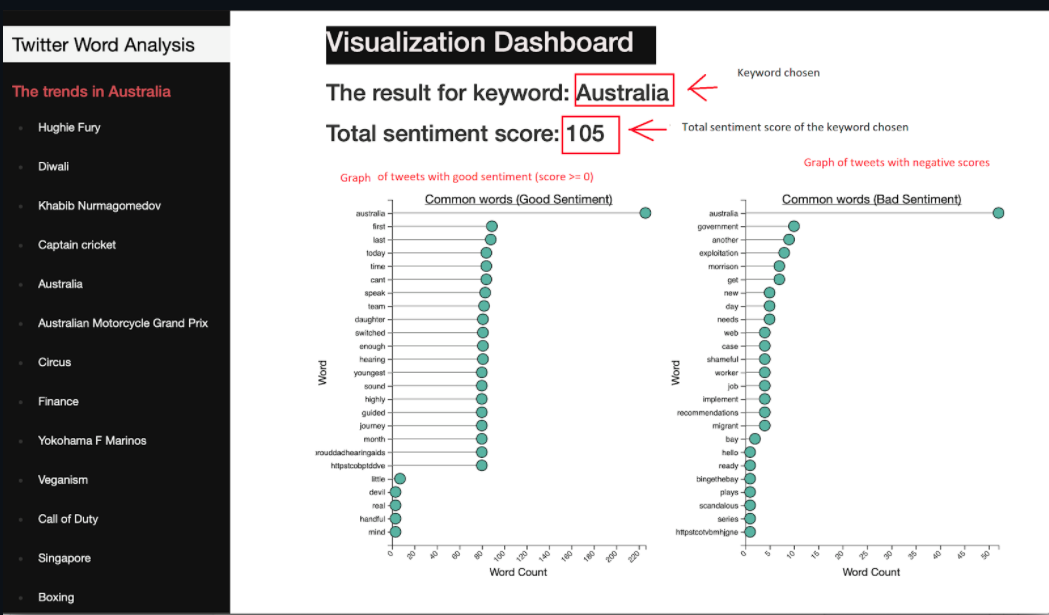 Twitter Word Analysis
The trends in Australia
Hughie Fury
Diwali
Khabib Nurmagomedov
Captain cricket
Australia
Australian Motorcycle Grand Prix
Circus
Finance
Yokohama F Marinos
Veganism
Call of Duty
Singapore
Boxing
Visualization Dashboard
The result for keyword: Australia
Keyword chosen
Total sentiment score: 105
Total sentiment score of the keyword chosen
Graph of tweets with good sentiment (score >= 0)
Common words (Good Sentiment)
australia
first
last
today
time
cant
speak
team
daughter
switched
enough
hearing
youngest
sound
highly
guided
journey
month
rouddadhearingaids
httpstcobptddve
little
devil
real
handful
mind
Word
0 20 40 60 80 100 120 140 160 180 200 220
Word Count
Graph of tweets with negative scores
Common words (Bad Sentiment)
australia
government
another
exploitation
morrison
get
new
day
needs
web
case
shameful
worker
job
implement
recommendations
migrant
bay
hello
ready
bingethebay
plays
scandalous
series
httpstcotvbmhjgne
Word
0 5 10 15 20 25 30 35 40 45 50
Word Count